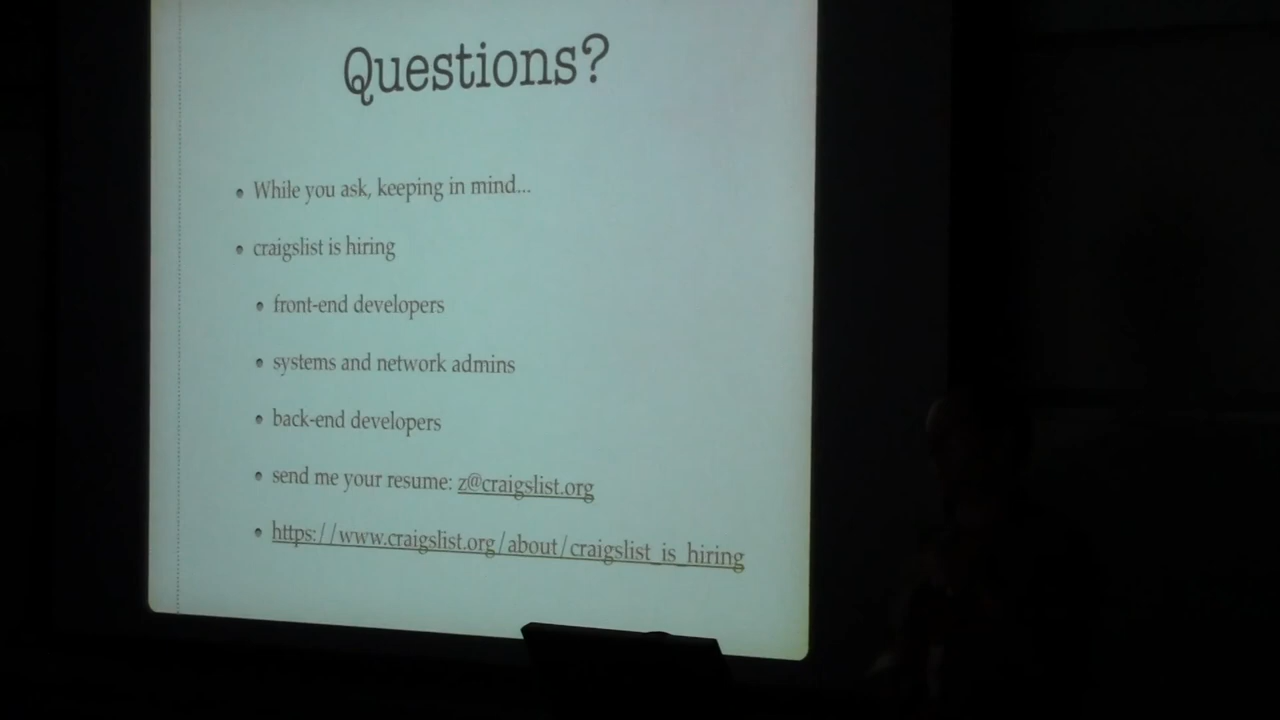 Questions?
While you ask, keeping in mind...
craigslist is hiring
front-end developers
systems and network admins
back-end developers
send me your resume: z@craigslist.org
https://www.craigslist.org/about/craigslist_is_hiring